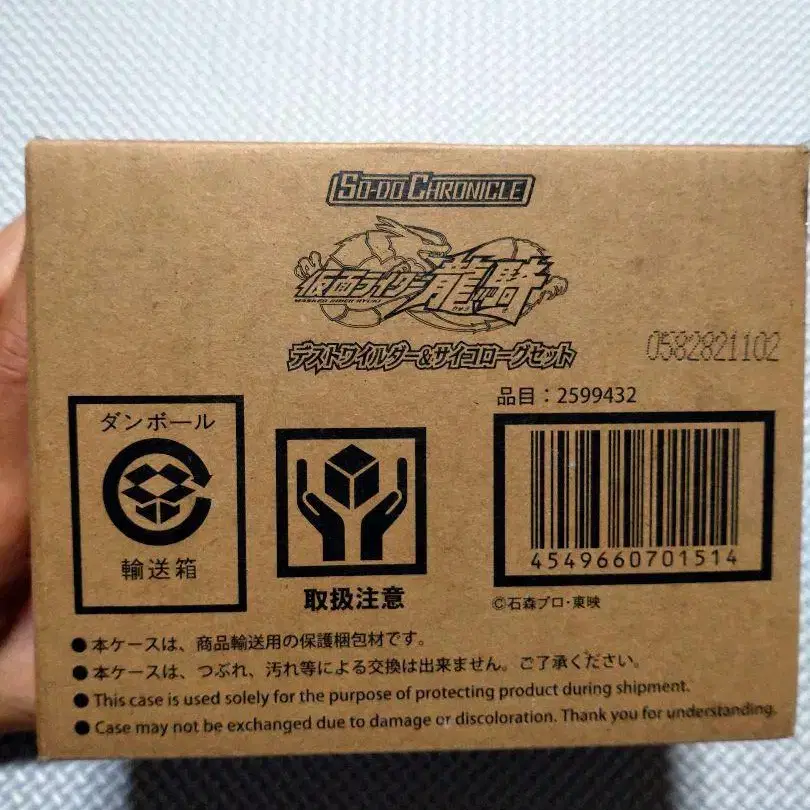 SO-DO CHRONICLE
仮面ライダー龍騎
MASKED RIDER RYUKI
デストワイルダー&サイコローグセット
0582821102
品目:2599432
ダンボール
輸送箱
取扱注意
4549660701514
©石森プロ・東映
●本ケースは、商品輸送用の保護梱包材です。
●本ケースは、つぶれ、汚れ等による交換は出来ません。ご了承ください。
●This case is used solely for the purpose of protecting product during shipment.
●Case may not be exchanged due to damage or discoloration. Thank you for understanding.